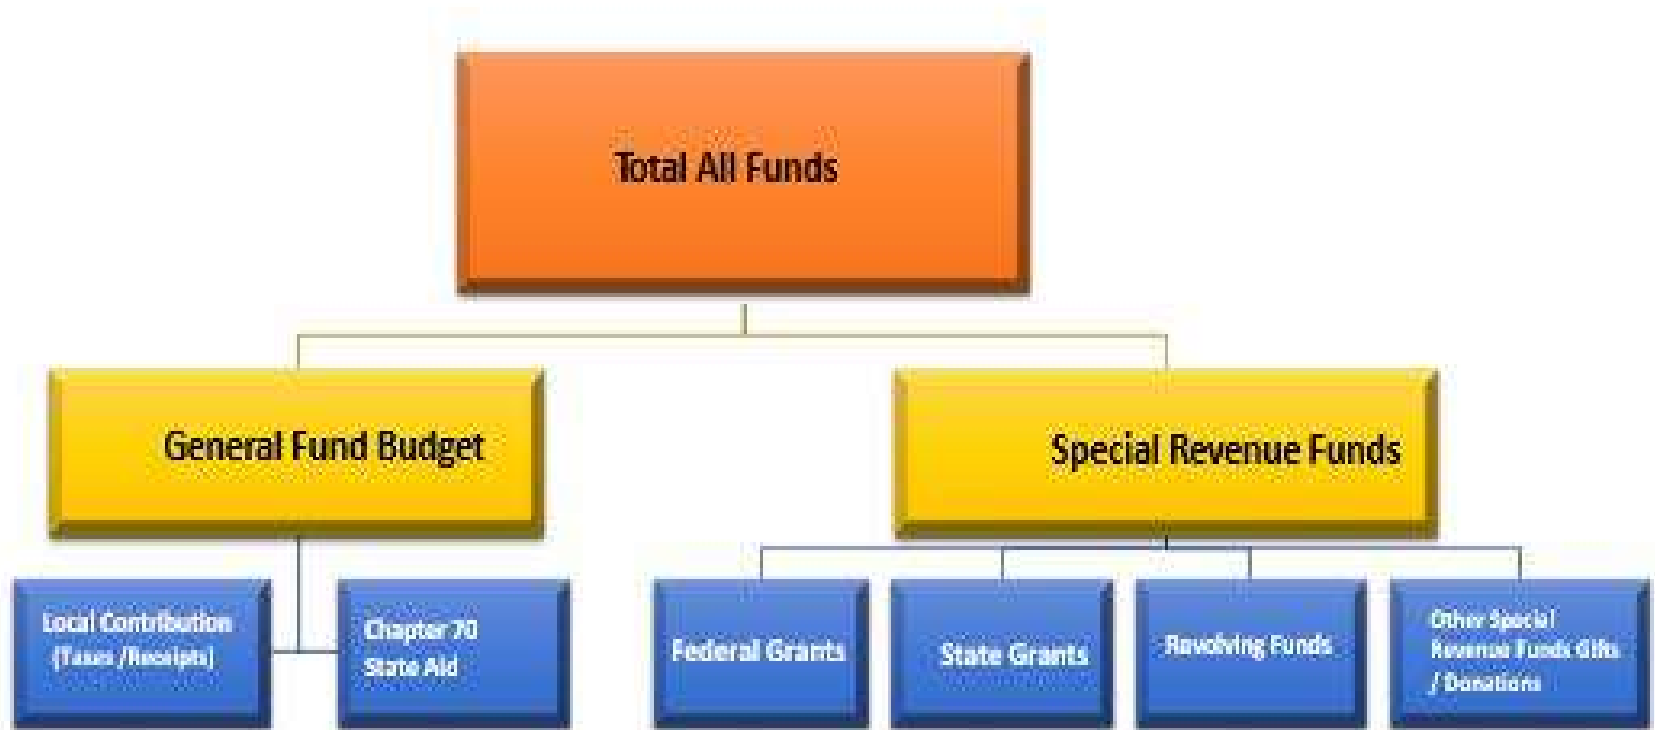 Total All Funds
General Fund Budget
Special Revenue Funds
Local Contribution
(Taxes /Receipts)
Chapter 70
State Aid
Federal Grants
State Grants
Revolving Funds
Other Special
Revenue Funds Gifts
/ Donations